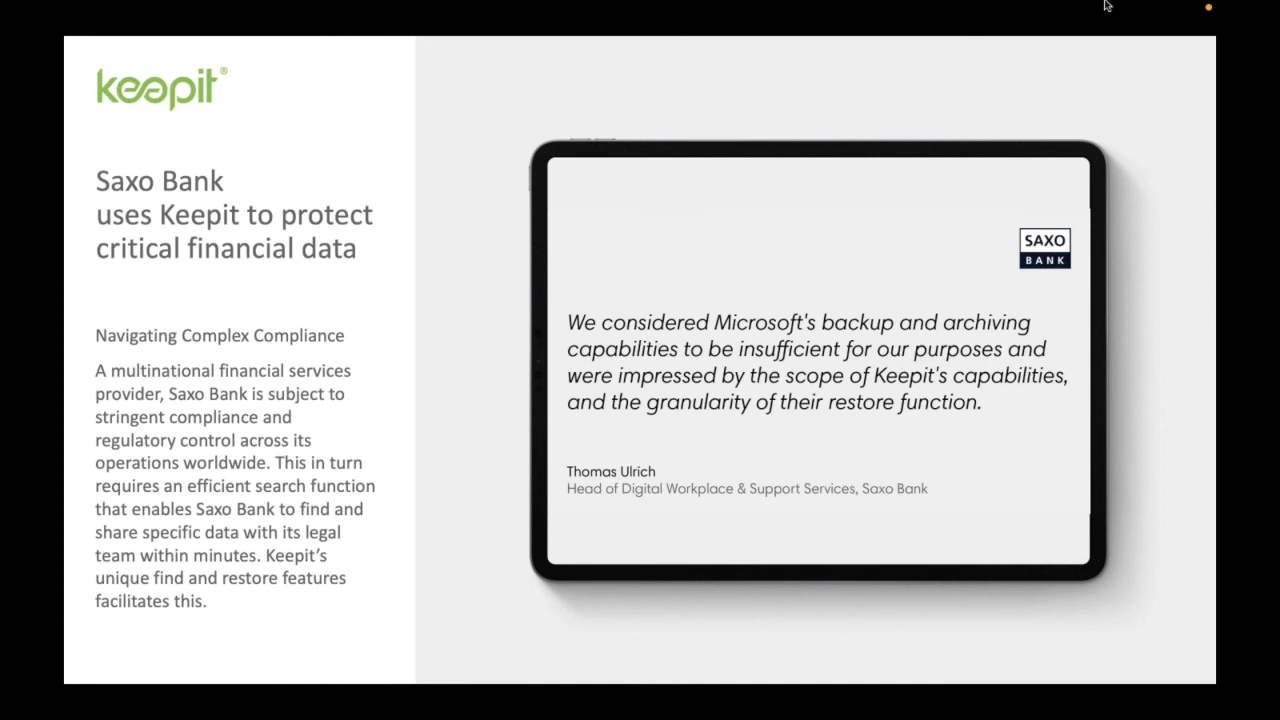 keepit®
Saxo Bank
uses Keepit to protect
critical financial data
Navigating Complex Compliance
A multinational financial services
provider, Saxo Bank is subject to
stringent compliance and
regulatory control across its
operations worldwide. This in turn
requires an efficient search function
that enables Saxo Bank to find and
share specific data with its legal
team within minutes. Keepit’s
unique find and restore features
facilitates this.
SAXO
BANK
We considered Microsoft's backup and archiving
capabilities to be insufficient for our purposes and
were impressed by the scope of Keepit's capabilities,
and the granularity of their restore function.
Thomas Ulrich
Head of Digital Workplace & Support Services, Saxo Bank